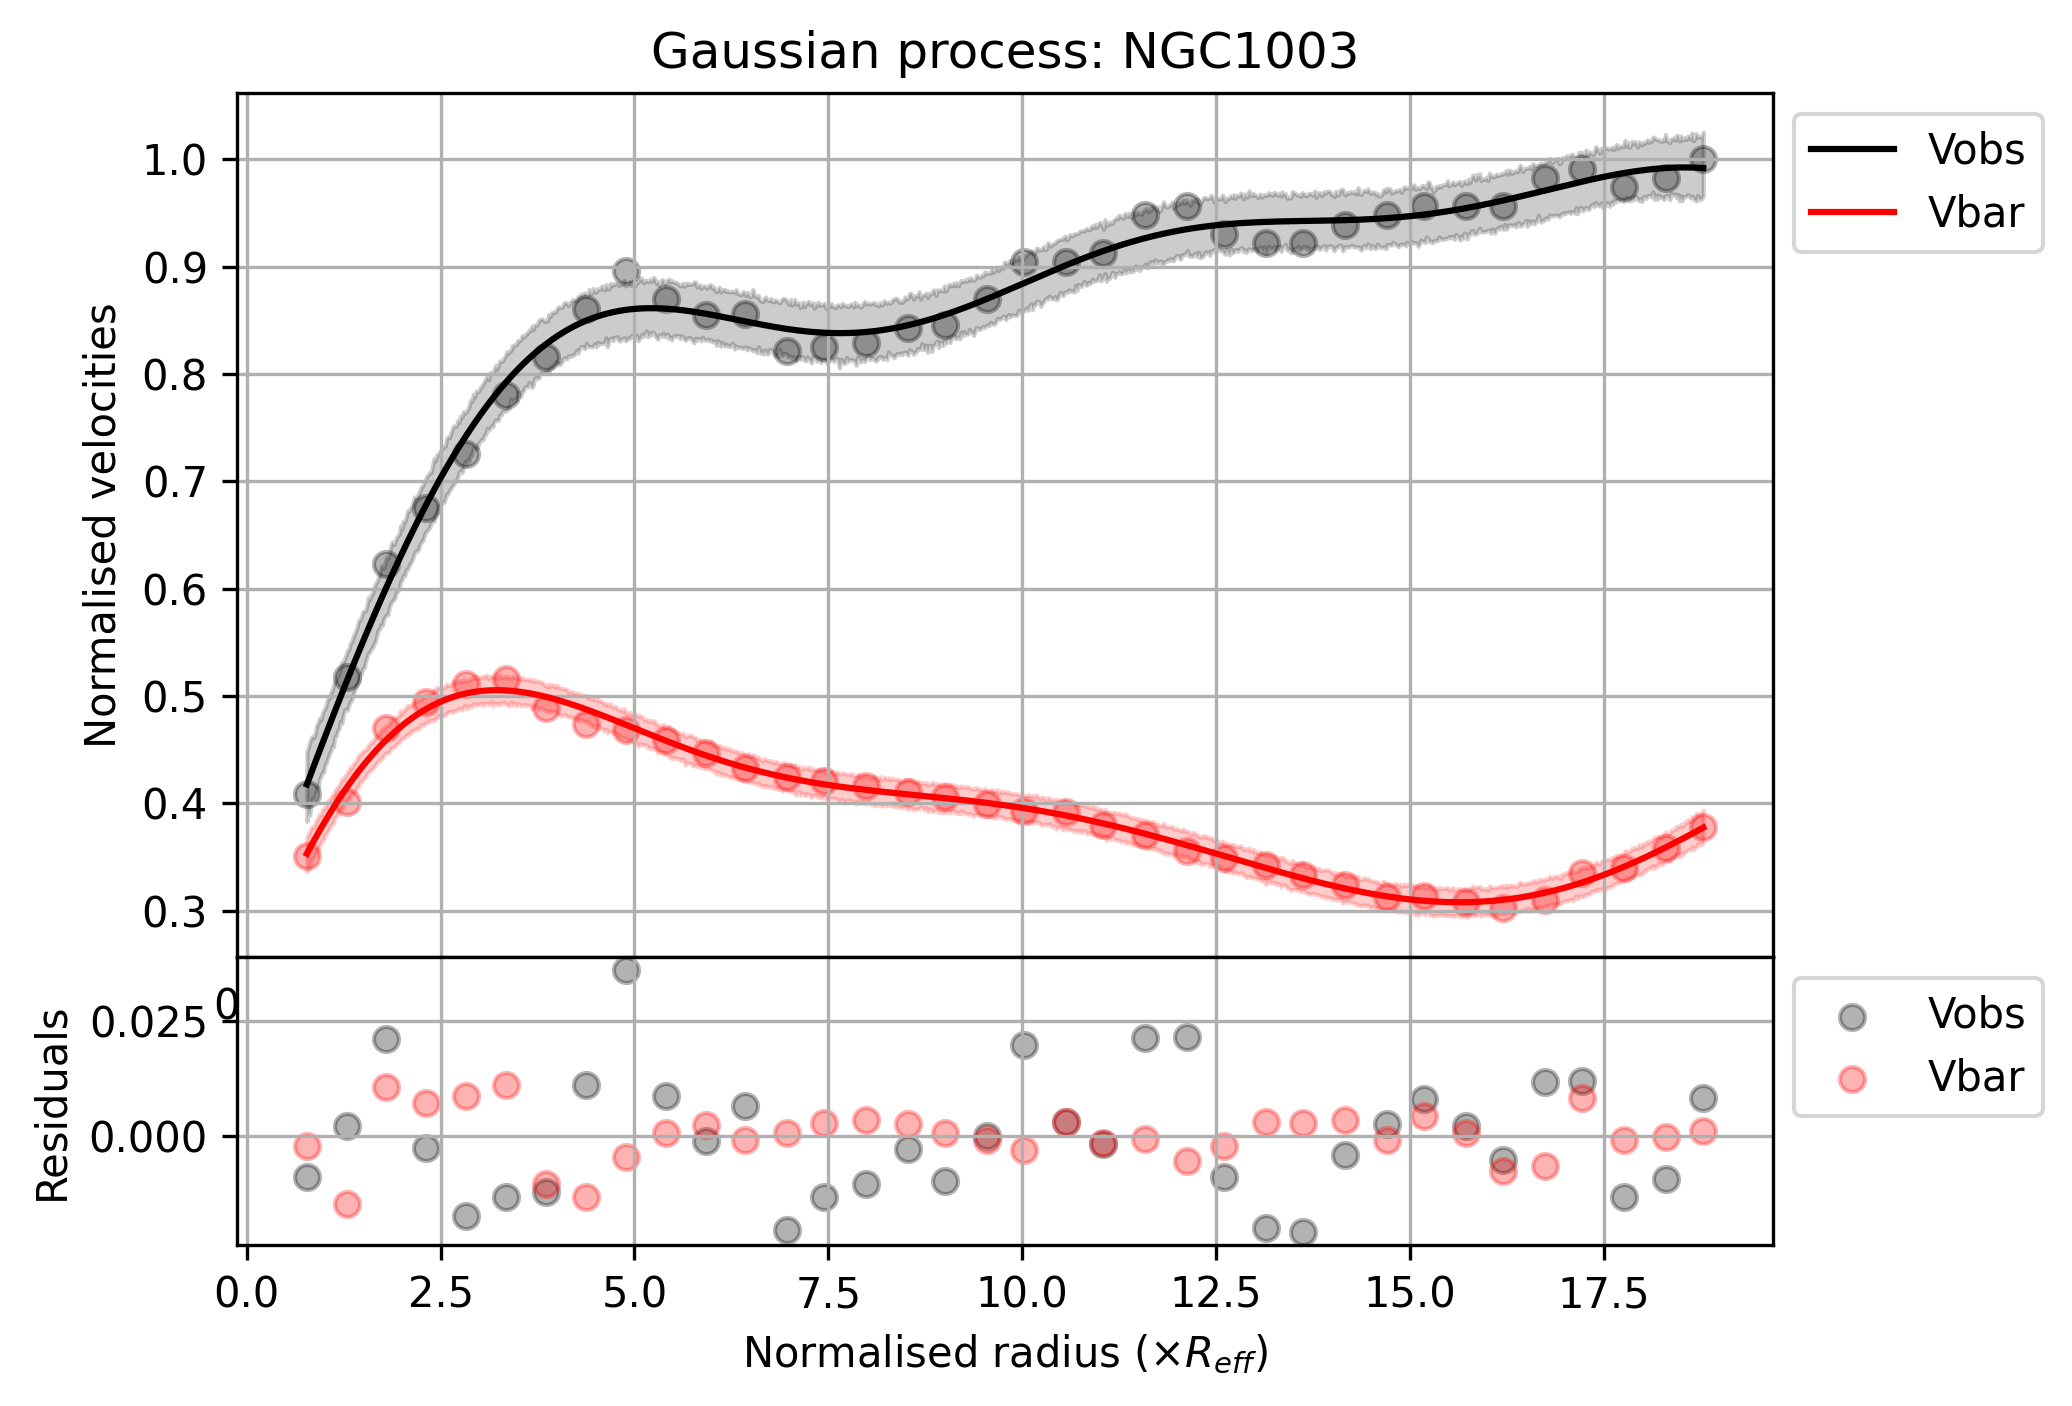 Gaussian process: NGC1003
Normalised velocities
1.0
0.9
0.8
0.7
0.6
0.5
0.4
0.3
Vobs
Vbar
Residuals
0
0.025
0.000
Vobs
Vbar
0.0 2.5 5.0 7.5 10.0 12.5 15.0 17.5
Normalised radius (×R_eff)